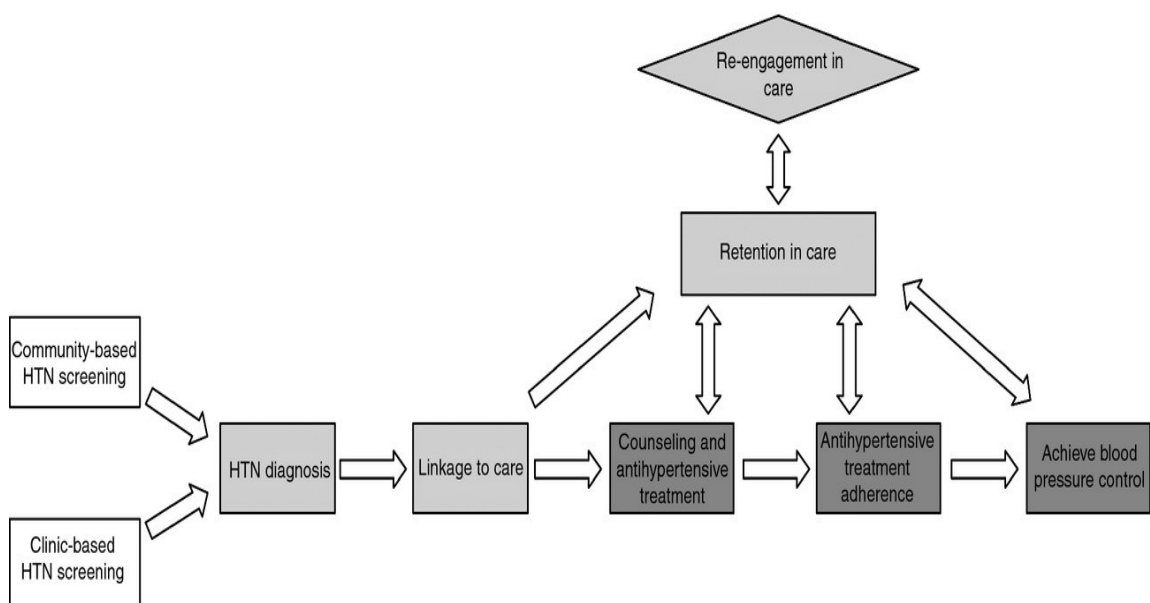 Re-engagement in
care
Retention in care
Community-based
HTN screening
HTN diagnosis
Linkage to care
Counseling and
antihypertensive
treatment
Antihypertensive
treatment
adherence
Achieve blood
pressure control
Clinic-based
HTN screening